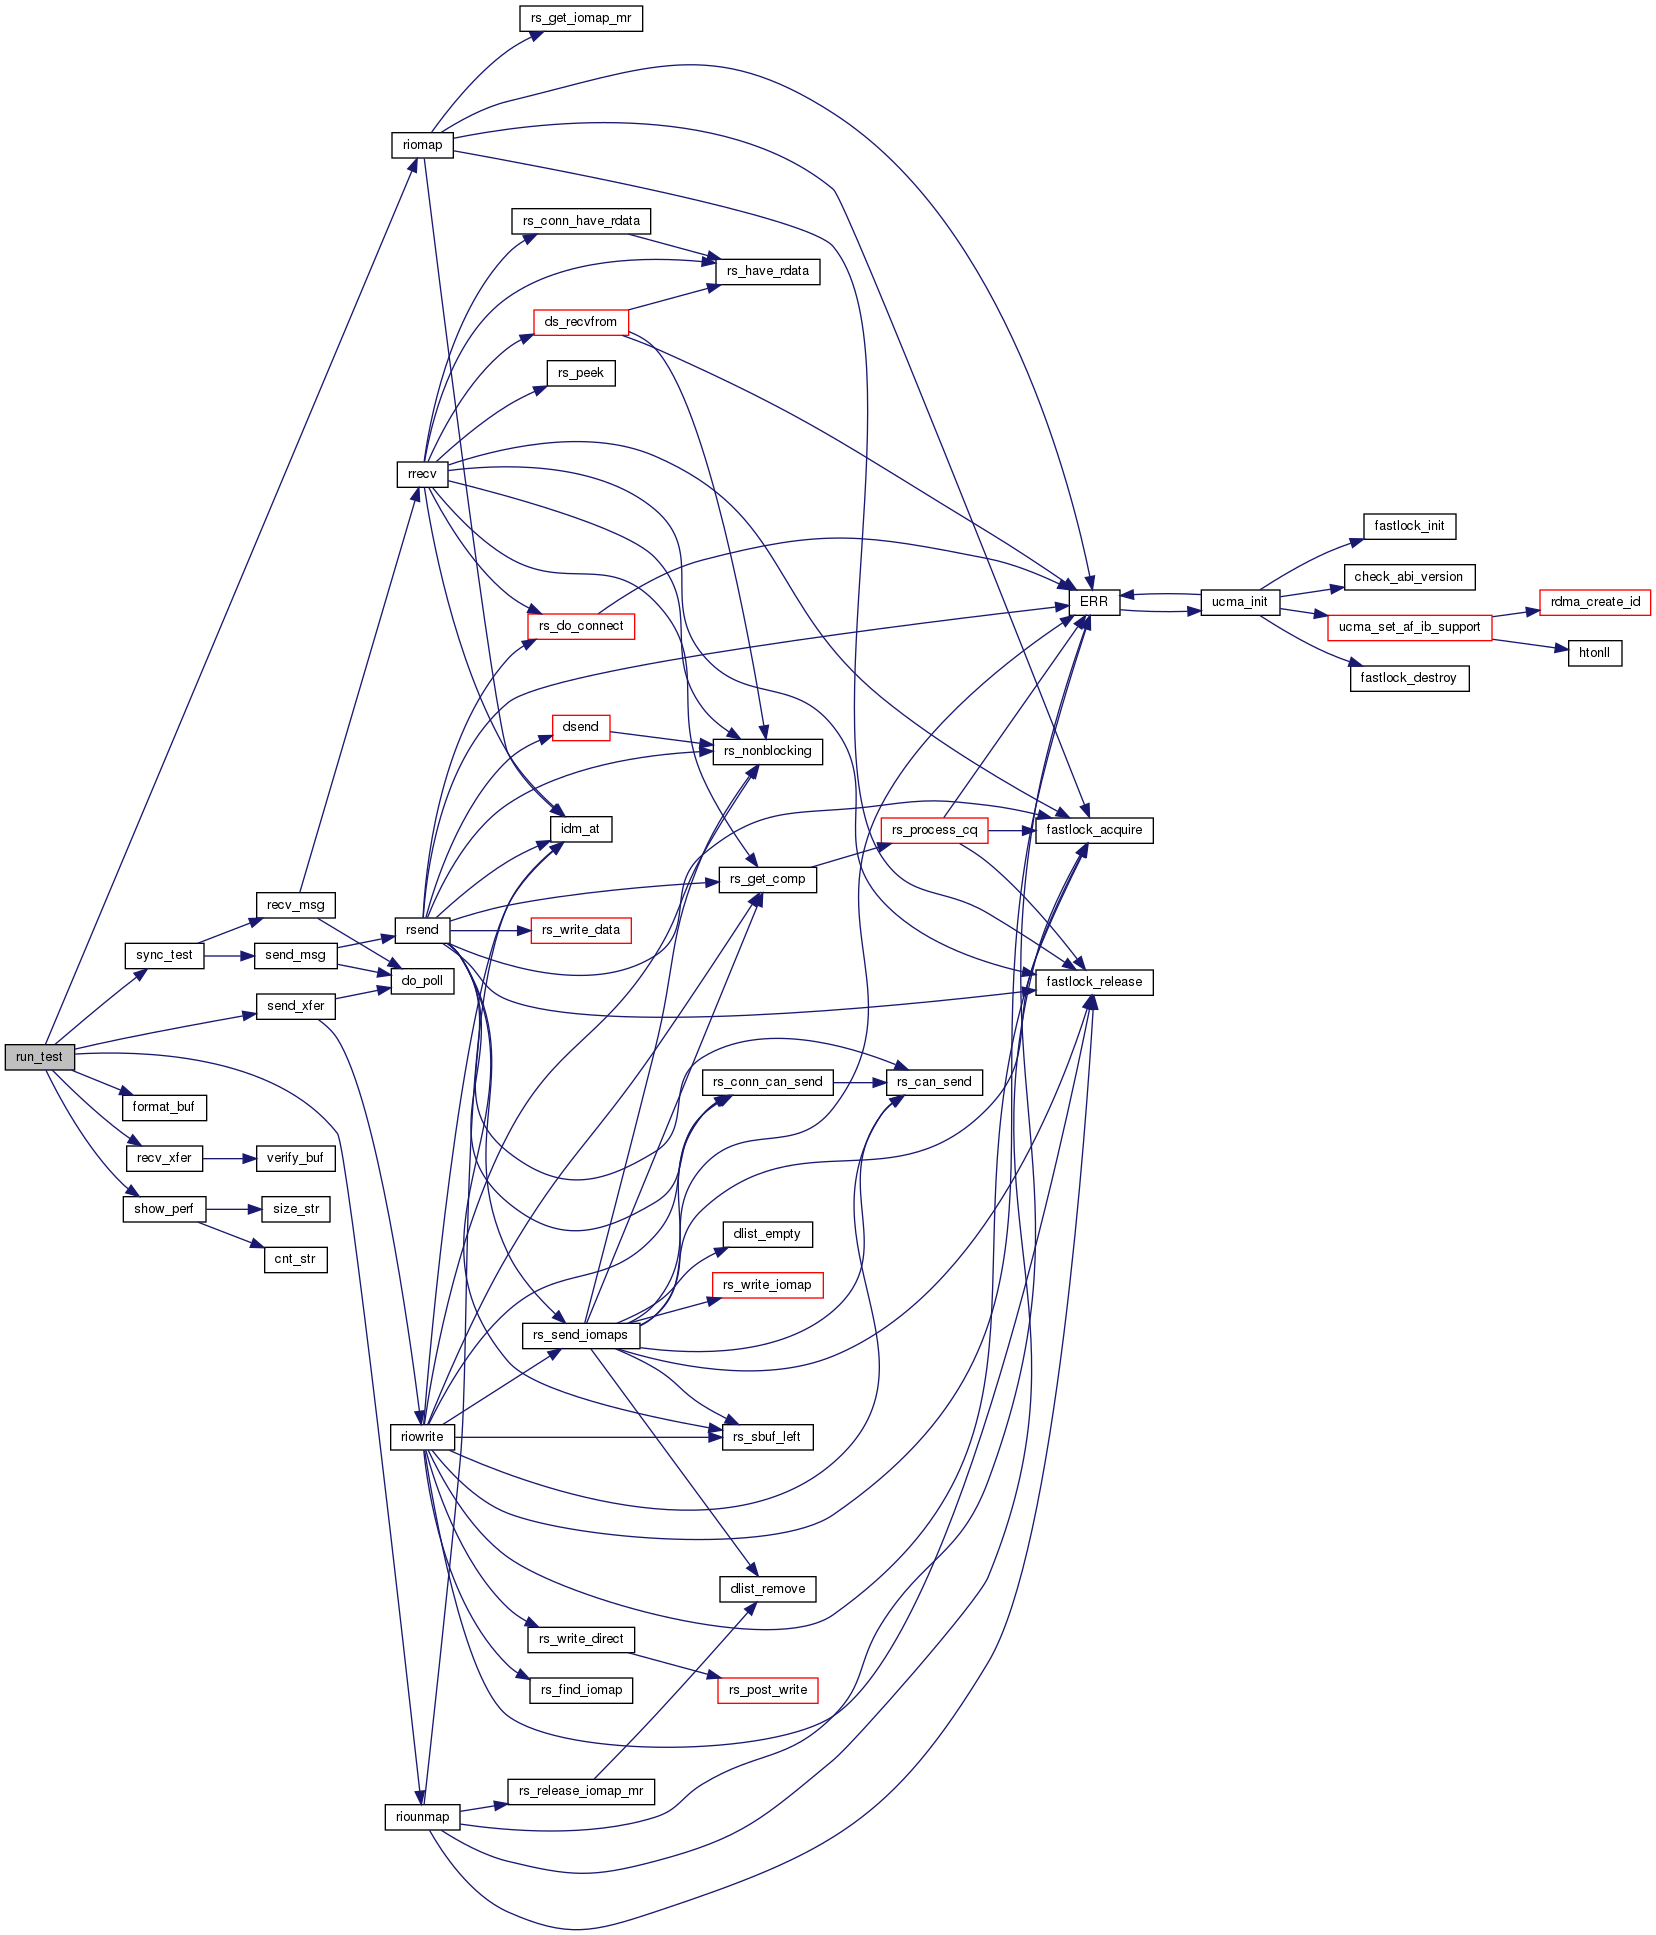 rs_get_iomap_mr
riomap
rs_conn_have_rdata
rs_have_rdata
ds_recvfrom
rs_peek
rrecv
fastlock_init
check_abi_version
ERR
ucma_init
rdma_create_id
rs_do_connect
ucma_set_af_ib_support
htonll
fastlock_destroy
dsend
rs_nonblocking
idm_at
rs_process_cq
fastlock_acquire
rs_get_comp
recv_msg
rsend
rs_write_data
sync_test
send_msg
do_poll
fastlock_release
send_xfer
run_test
rs_conn_can_send
rs_can_send
format_buf
recv_xfer
verify_buf
show_perf
size_str
dlist_empty
cnt_str
rs_write_iomap
rs_send_iomaps
riowrite
rs_sbuf_left
dlist_remove
rs_write_direct
rs_find_iomap
rs_post_write
rs_release_iomap_mr
riounmap